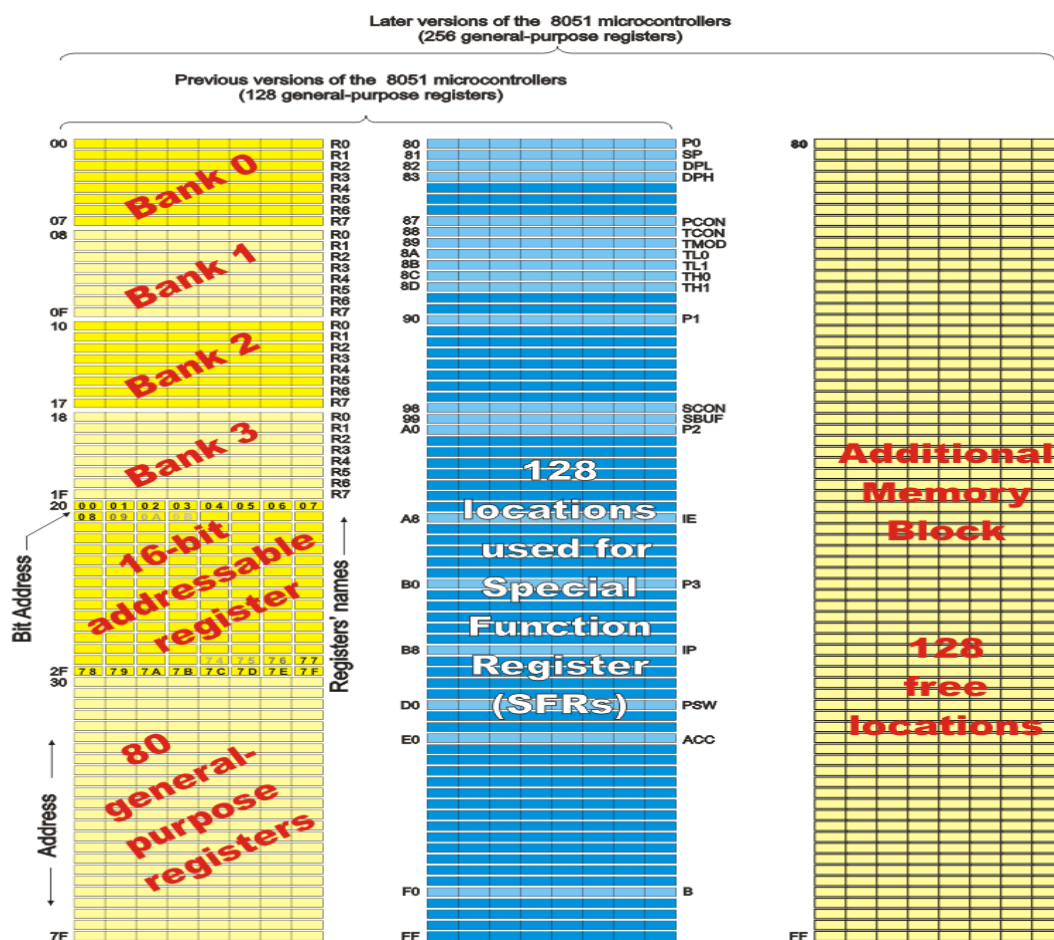 Later versions of the 8051 microcontrollers
(256 general-purpose registers)
Previous versions of the 8051 microcontrollers
(128 general-purpose registers)
00
07
08
0F
10
17
18
1F
20
2F
30
7F
Bank 0
Bank 1
Bank 2
Bank 3
R0
R1
R2
R3
R4
R5
R6
R7
R0
R1
R2
R3
R4
R5
R6
R7
R0
R1
R2
R3
R4
R5
R6
R7
R0
R1
R2
R3
R4
R5
R6
R7
00 01 02 03 04 05 06 07
08 09 0A 0B
16-bit
addressable
register
74 75 76 77
78 79 7A 7B 7C 7D 7E 7F
Bit Address
Registers' names
Address
80
general-
purpose
registers
80 P0
81 SP
82 DPL
83 DPH
87 PCON
88 TCON
89 TMOD
8A TL0
8B TL1
8C TH0
8D TH1
90 P1
98 SCON
99 SBUF
A0 P2
A8 IE
B0 P3
B8 IP
D0 PSW
E0 ACC
F0 B
FF
128
locations
used for
Special
Function
Register
(SFRs)
80
Additional
Memory
Block
128
free
locations
FF